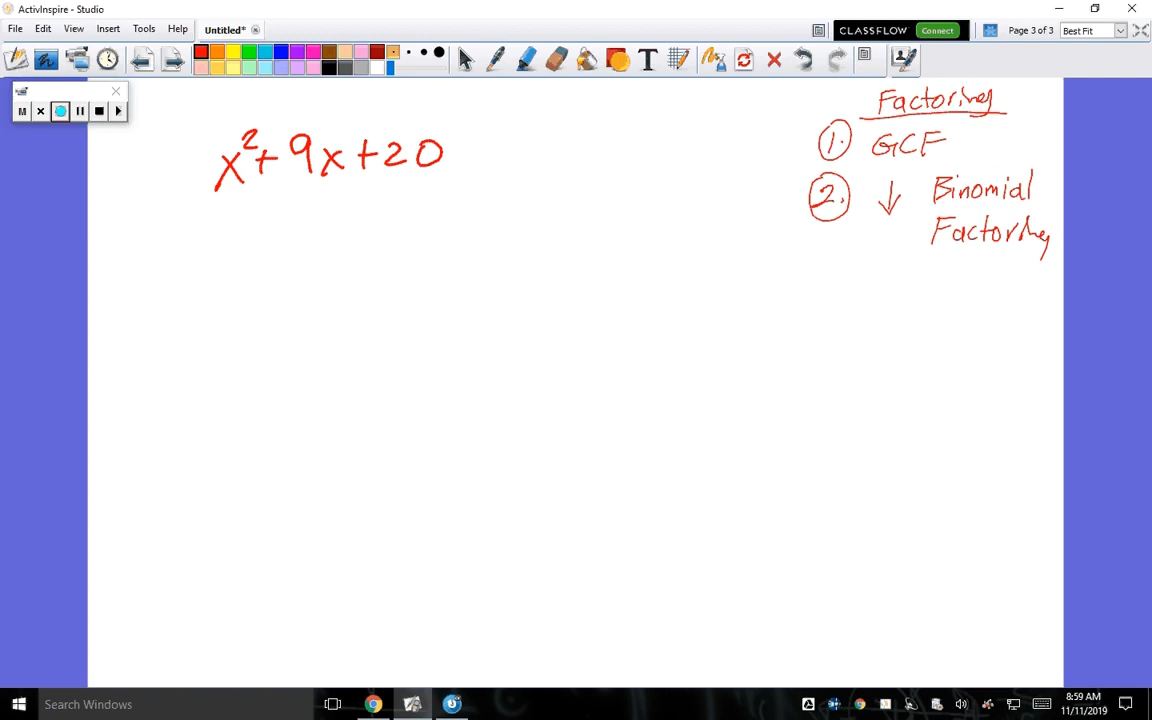 ActivInspire - Studio
File Edit View Insert Tools Help Untitled*
CLASSFLOW Connect Page 3 of 3 Best Fit
M
x² + 9x + 20
Factoring
1. GCF
2. ↓ Binomial
Factoring
Search Windows
8:59 AM
11/11/2019